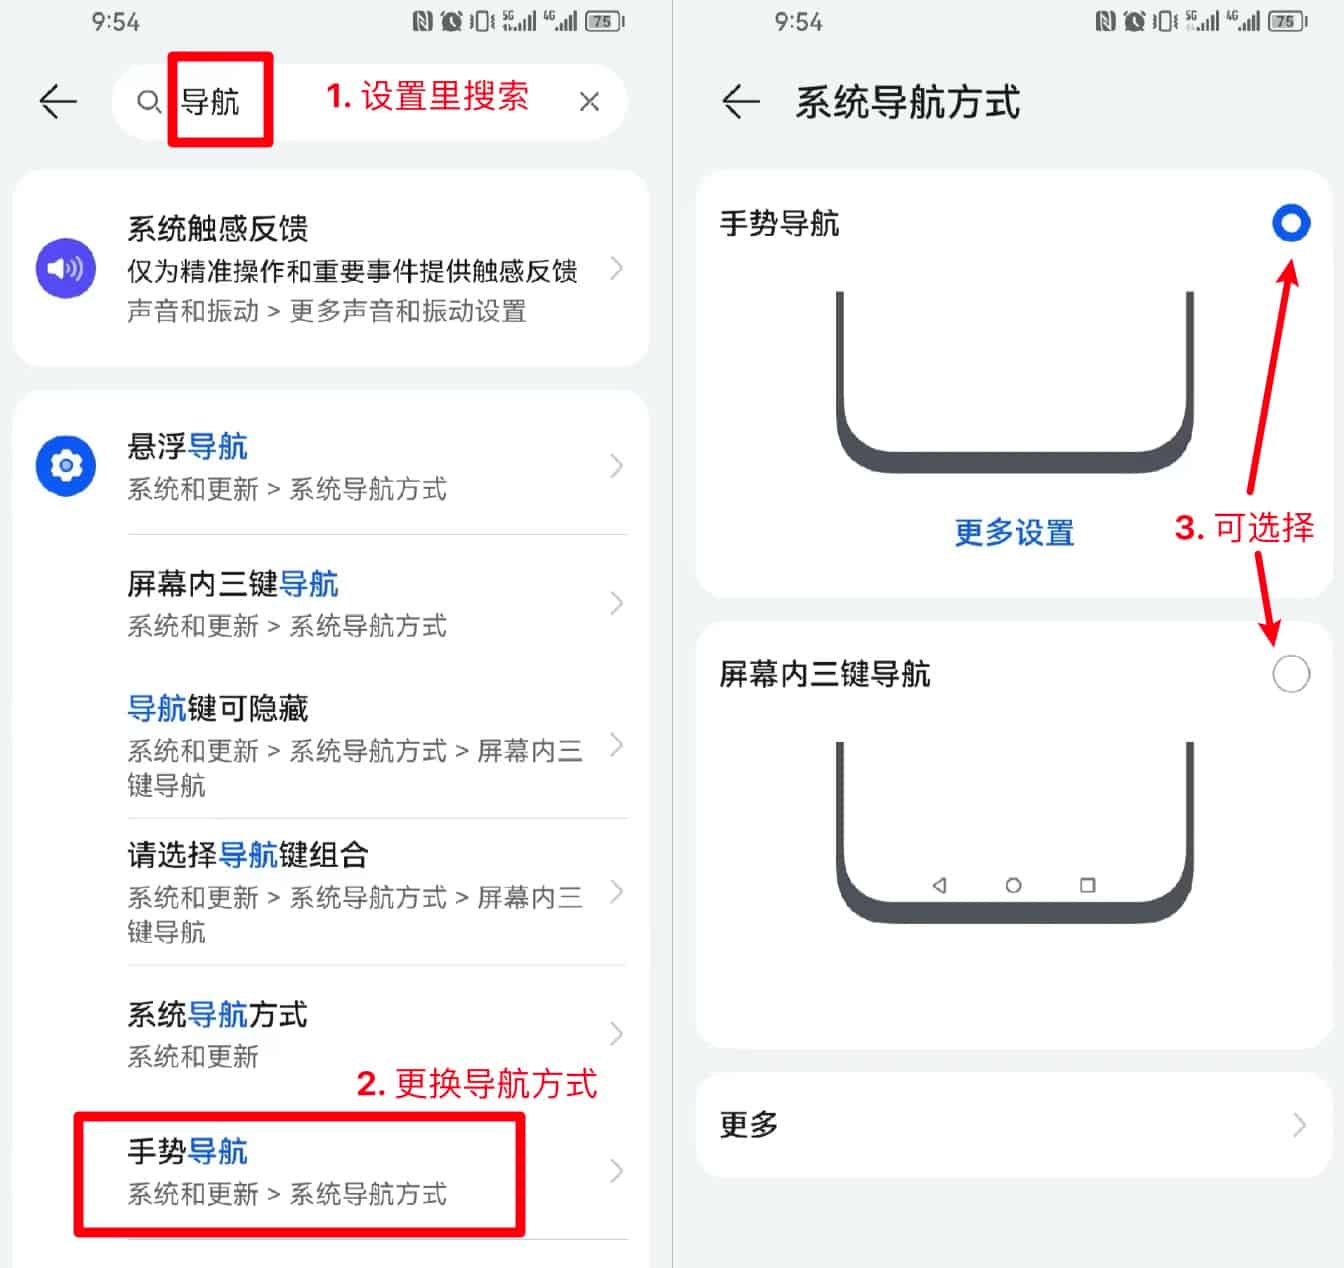 9:54
5G
4G
75
导航
1. 设置里搜索
系统触感反馈
仅为精准操作和重要事件提供触感反馈
声音和振动 > 更多声音和振动设置
悬浮导航
系统和更新 > 系统导航方式
屏幕内三键导航
系统和更新 > 系统导航方式
导航键可隐藏
系统和更新 > 系统导航方式 > 屏幕内三
键导航
请选择导航键组合
系统和更新 > 系统导航方式 > 屏幕内三
键导航
系统导航方式
系统和更新
2. 更换导航方式
手势导航
系统和更新 > 系统导航方式
9:54
5G
4G
75
系统导航方式
手势导航
更多设置
3. 可选择
屏幕内三键导航
更多